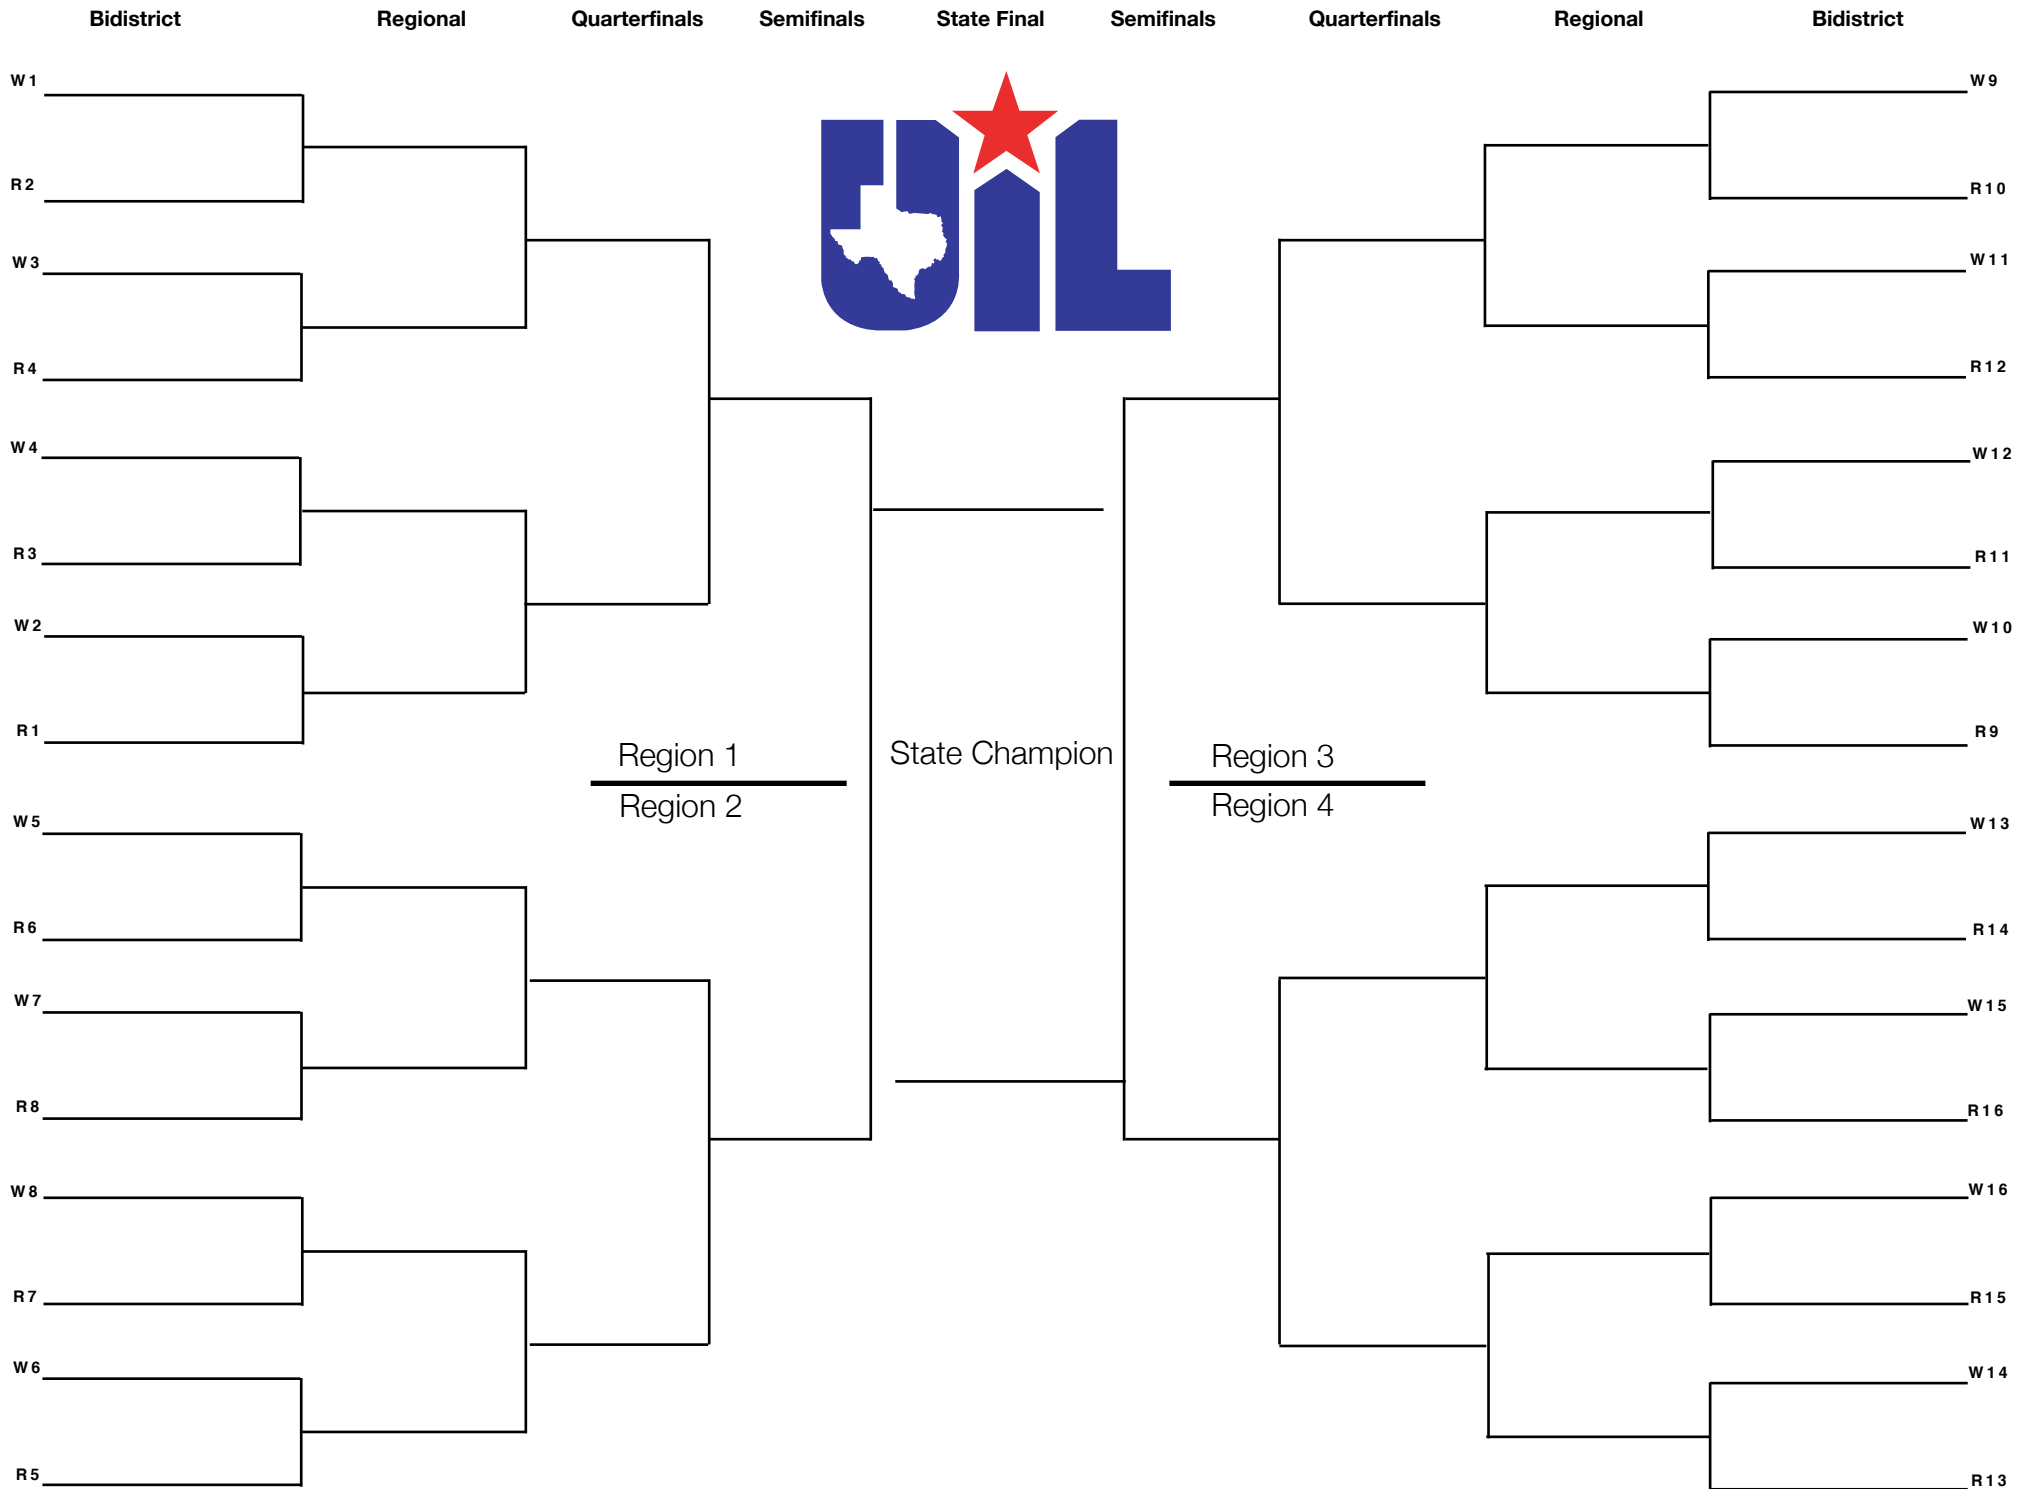 Bidistrict Regional Quarterfinals Semifinals State Final Semifinals Quarterfinals Regional Bidistrict
W1
R2
W3
R4
W4
R3
W2
R1
W5
R6
W7
R8
W8
R7
W6
R5
UIL
Region 1
Region 2
State Champion
Region 3
Region 4
W9
R10
W11
R12
W12
R11
W10
R9
W13
R14
W15
R16
W16
R15
W14
R13